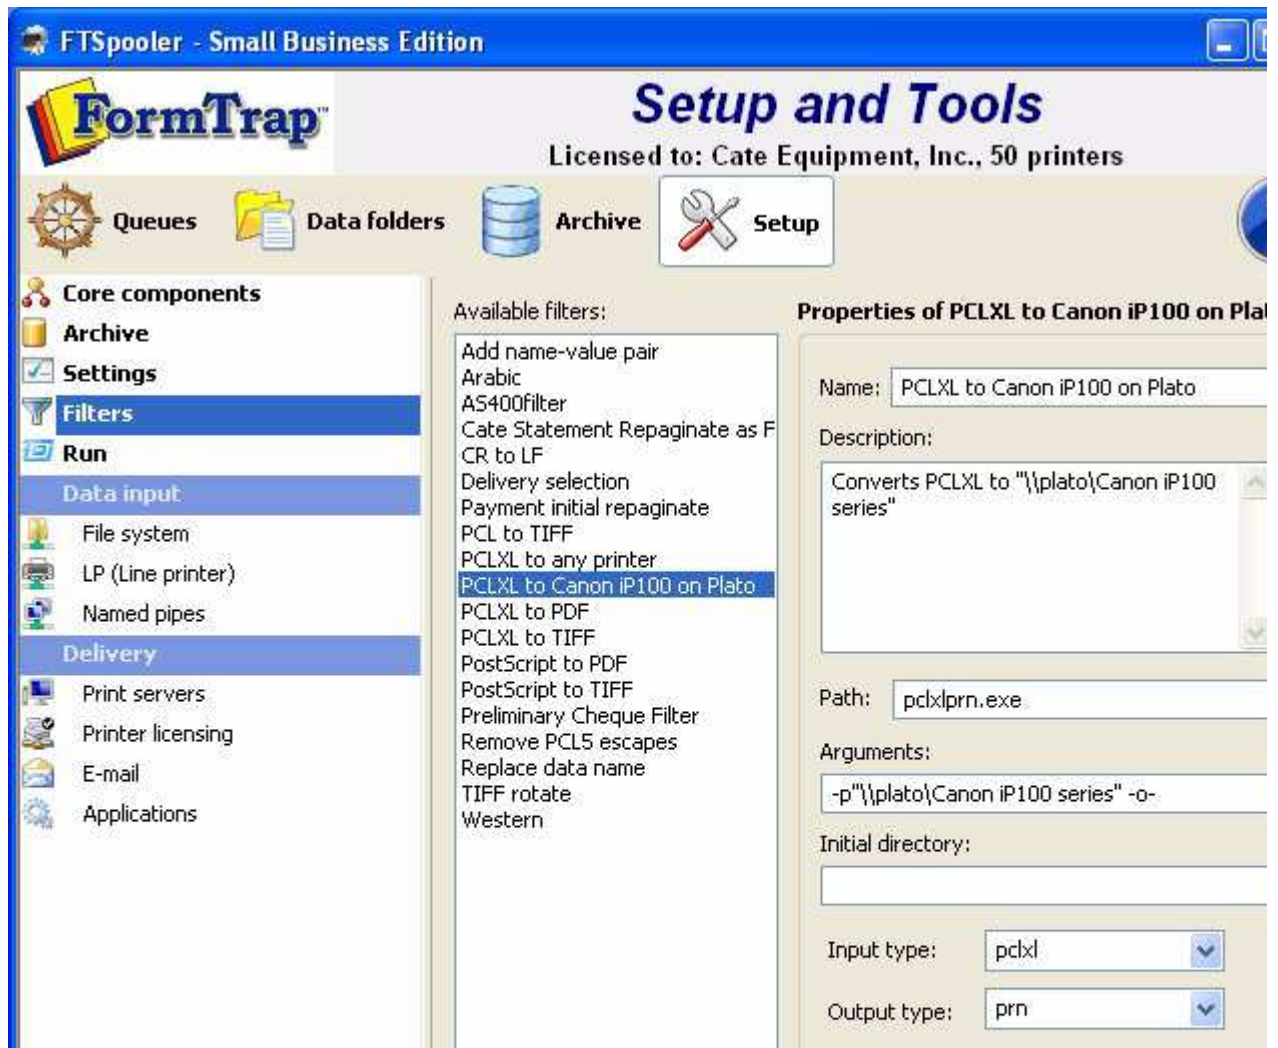 FTSpooler - Small Business Edition
FormTrap™
Setup and Tools
Licensed to: Cate Equipment, Inc., 50 printers
Queues
Data folders
Archive
Setup
Core components
Archive
Settings
Filters
Run
Data input
File system
LP (Line printer)
Named pipes
Delivery
Print servers
Printer licensing
E-mail
Applications
Available filters:
Add name-value pair
Arabic
AS400filter
Cate Statement Repaginate as F
CR to LF
Delivery selection
Payment initial repaginate
PCL to TIFF
PCLXL to any printer
PCLXL to Canon iP100 on Plato
PCLXL to PDF
PCLXL to TIFF
PostScript to PDF
PostScript to TIFF
Preliminary Cheque Filter
Remove PCL5 escapes
Replace data name
TIFF rotate
Western
Properties of PCLXL to Canon iP100 on Plat
Name: PCLXL to Canon iP100 on Plato
Description:
Converts PCLXL to "\\plato\Canon iP100
series"
Path: pclxlprn.exe
Arguments:
-p"\\plato\Canon iP100 series" -o-
Initial directory:
Input type: pclxl
Output type: prn